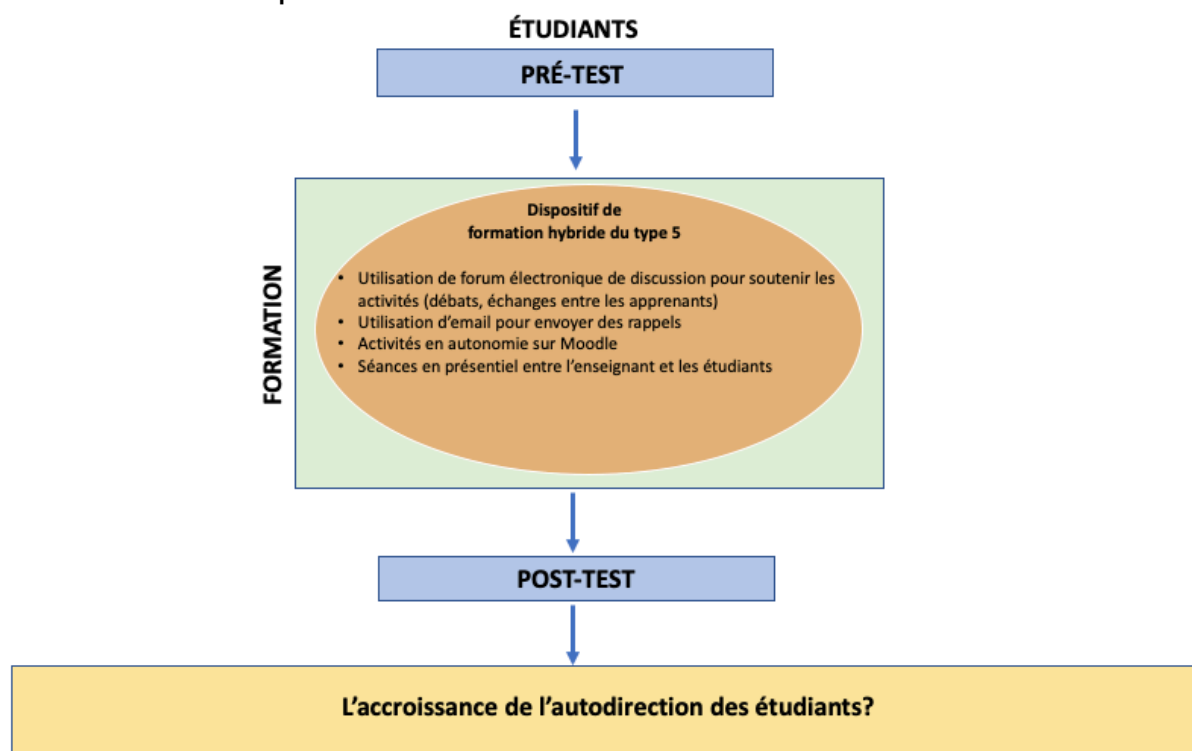 ÉTUDIANTS
PRÉ-TEST
Dispositif de
formation hybride du type 5
• Utilisation de forum électronique de discussion pour soutenir les
activités (débats, échanges entre les apprenants)
• Utilisation d'email pour envoyer des rappels
• Activités en autonomie sur Moodle
• Séances en présentiel entre l'enseignant et les étudiants
FORMATION
POST-TEST
L'accroissance de l'autodirection des étudiants?